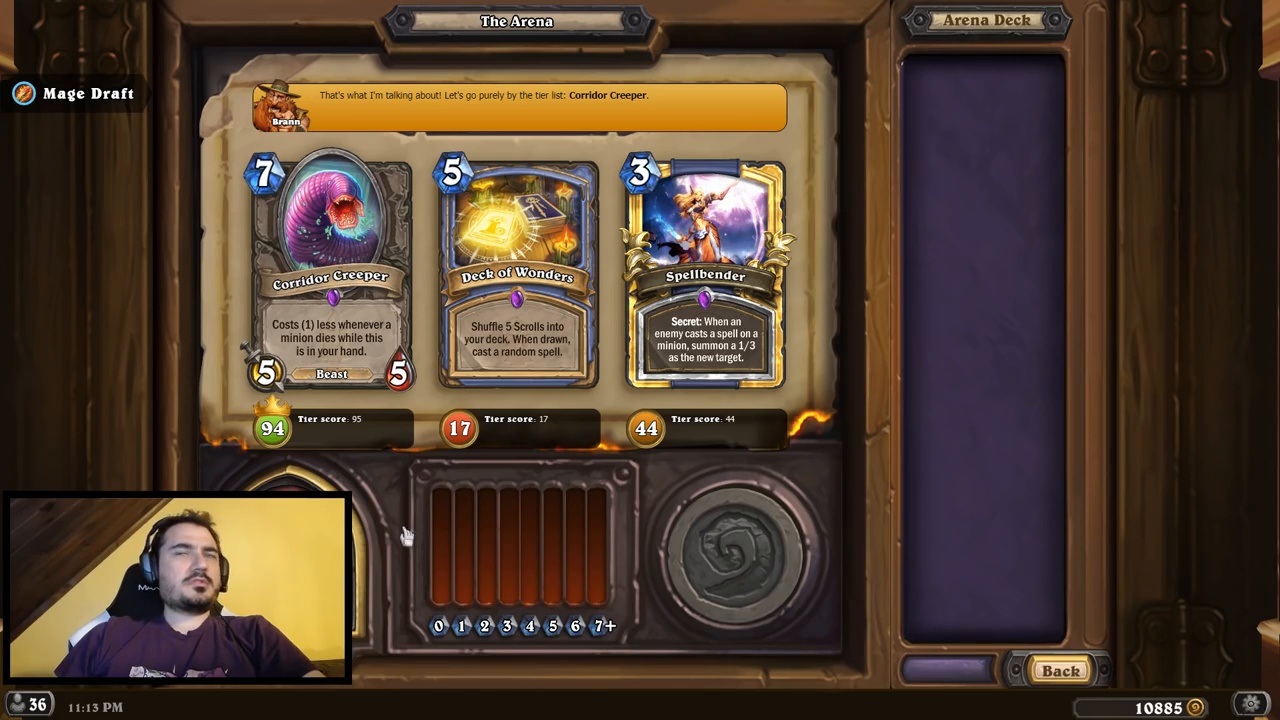 The Arena
Arena Deck
Mage Draft
That's what I'm talking about! Let's go purely by the tier list: Corridor Creeper.
Brann
7
5
3
Corridor Creeper
Deck of Wonders
Spellbender
Costs (1) less whenever a
minion dies while this
is in your hand.
5
Beast
5
Shuffle 5 Scrolls into
your deck. When drawn,
cast a random spell.
Secret: When an
enemy casts a spell on a
minion, summon a 1/3
as the new target.
94
Tier score: 95
17
Tier score: 17
44
Tier score: 44
0 1 2 3 4 5 6 7+
Back
36
11:13 PM
10885